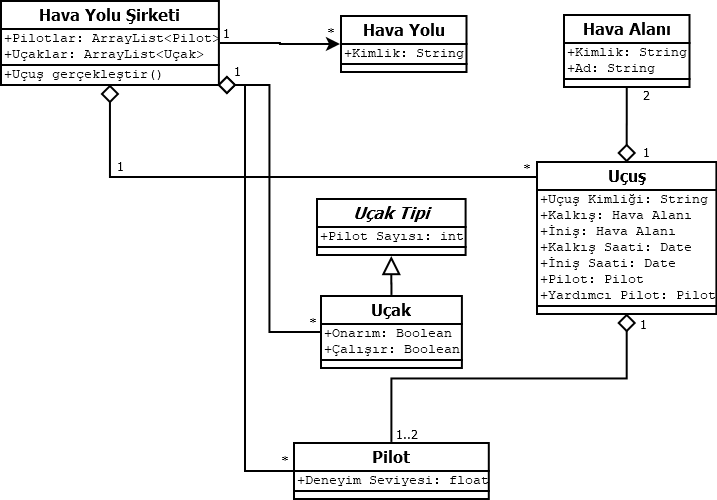 Hava Yolu Şirketi
+Pilotlar: ArrayList<Pilot>
+Uçaklar: ArrayList<Uçak>
+Uçuş gerçekleştir()
1
*
Hava Yolu
+Kimlik: String
Hava Alanı
+Kimlik: String
+Ad: String
2
1
1
1
*
Uçuş
+Uçuş Kimliği: String
+Kalkış: Hava Alanı
+İniş: Hava Alanı
+Kalkış Saati: Date
+İniş Saati: Date
+Pilot: Pilot
+Yardımcı Pilot: Pilot
1
Uçak Tipi
+Pilot Sayısı: int
*
Uçak
+Onarım: Boolean
+Çalışır: Boolean
1..2
*
Pilot
+Deneyim Seviyesi: float